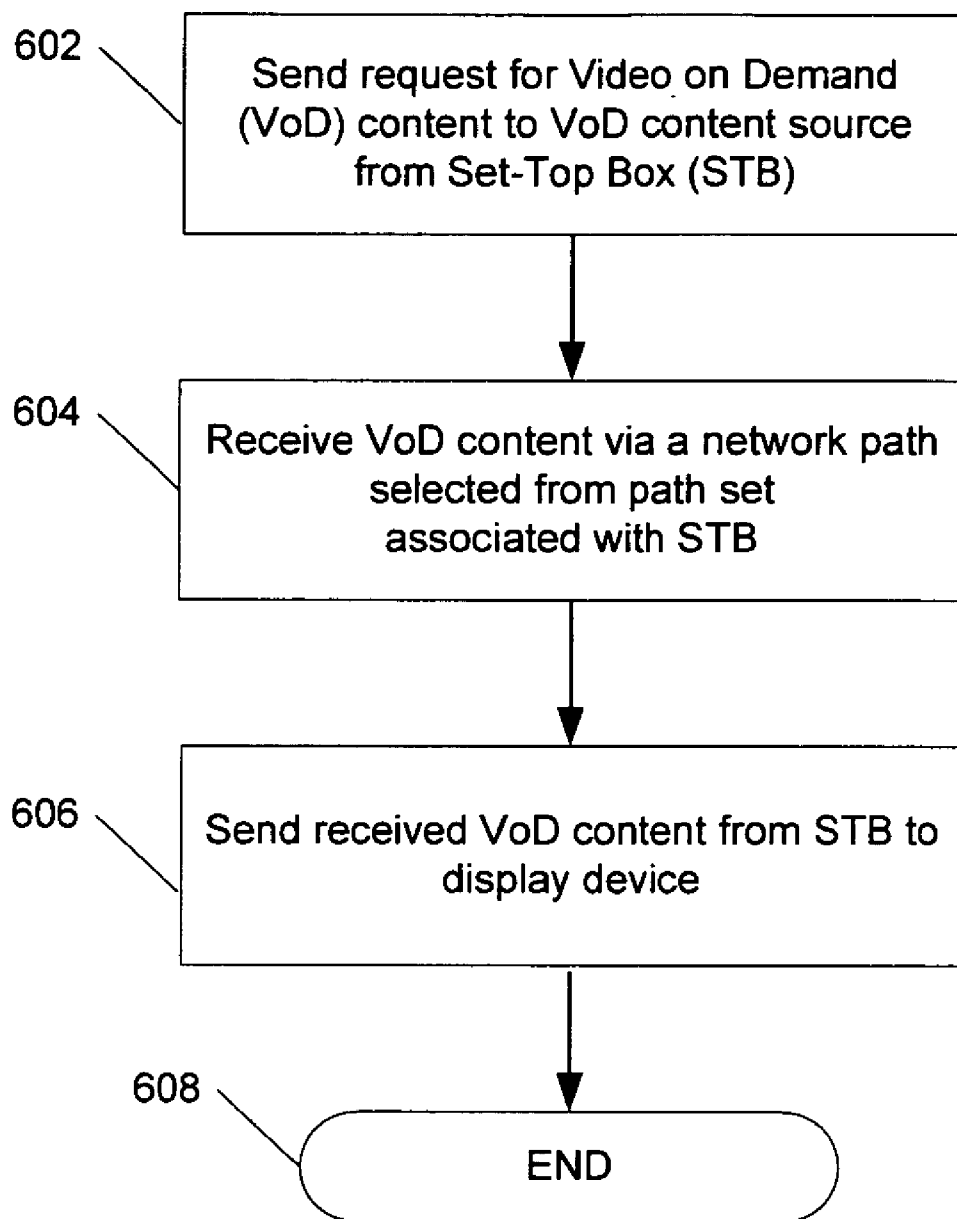 602
Send request for Video on Demand
(VoD) content to VoD content source
from Set-Top Box (STB)
604
Receive VoD content via a network path
selected from path set
associated with STB
606
Send received VoD content from STB to
display device
608
END